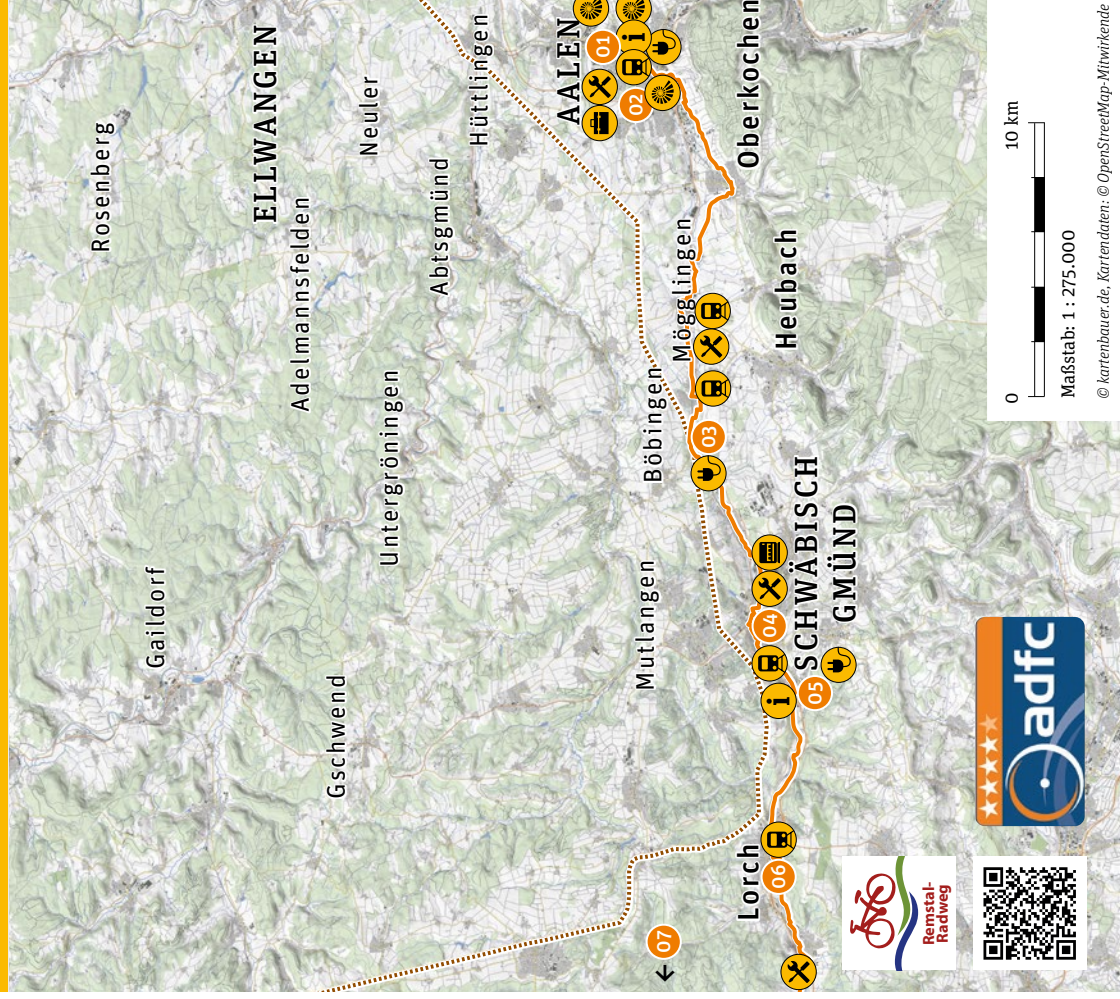 Rosenberg
ELLWANGEN
Neuler
Hüttlingen
AALEN
01
02
Oberkochen
Adelmannsfelden
Abtsgmünd
Untergröningen
Gaildorf
Gschwend
Mutlangen
Böbingen
Mögglingen
Heubach
03
SCHWÄBISCH
GMÜND
04
05
Lorch
06
07
Remstal-
Radweg
adfc
0 10 km
Maßstab: 1 : 275.000
© kartenbauer.de, Kartendaten: © OpenStreetMap-Mitwirkende